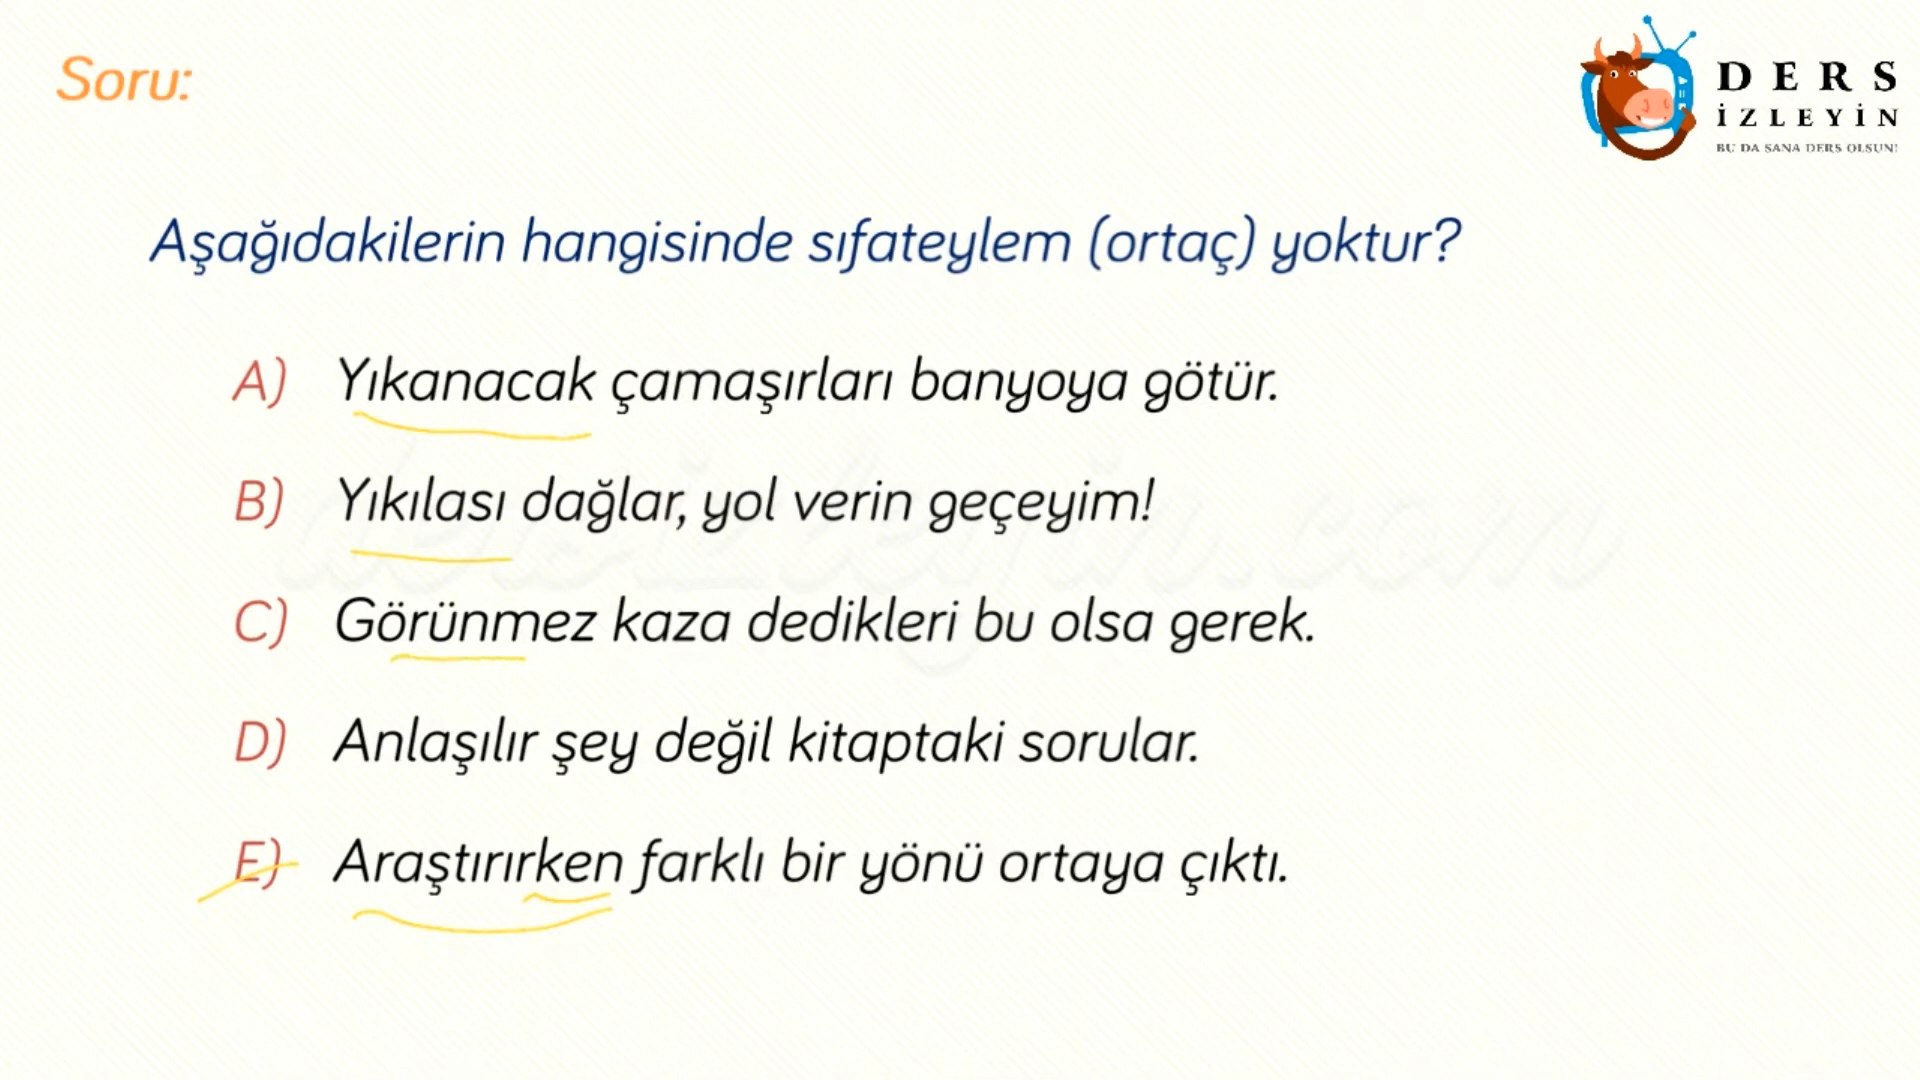 Soru:
DERS
İZLEYİN
BU DA SANA DERS OLSUN!
Aşağıdakilerin hangisinde sıfateylem (ortaç) yoktur?
A) Yıkanacak çamaşırları banyoya götür.
B) Yıkılası dağlar, yol verin geçeyim!
C) Görünmez kaza dedikleri bu olsa gerek.
D) Anlaşılır şey değil kitaptaki sorular.
E) Araştırırken farklı bir yönü ortaya çıktı.
dersizleyin.com